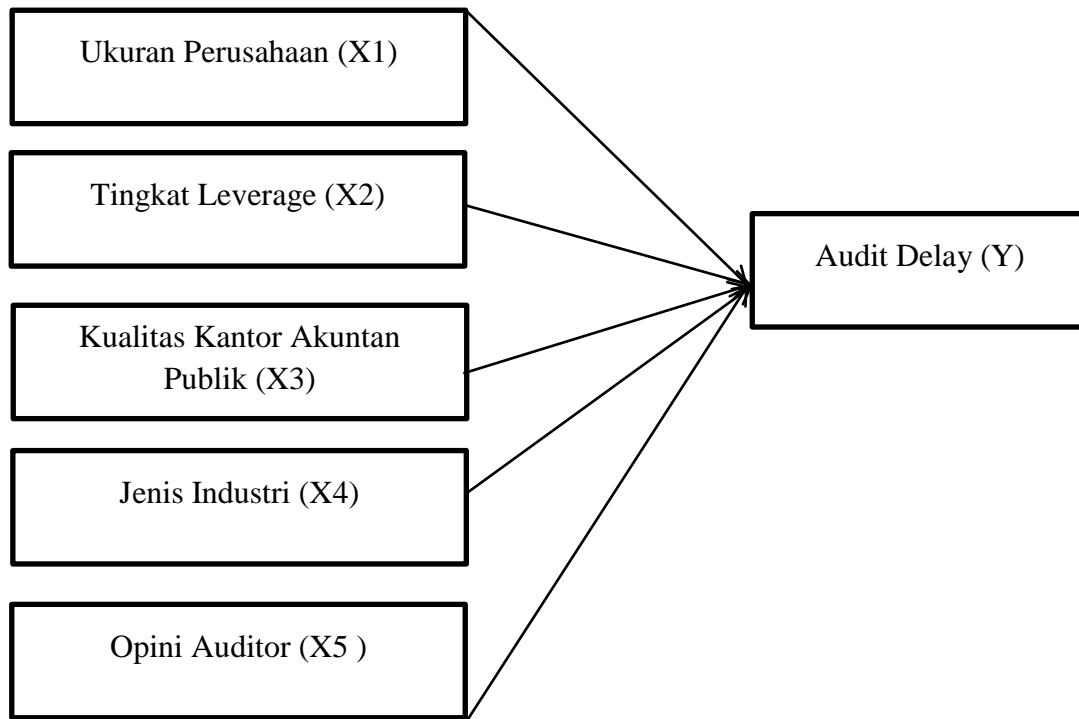 Ukuran Perusahaan (X1)
Tingkat Leverage (X2)
Audit Delay (Y)
Kualitas Kantor Akuntan
Publik (X3)
Jenis Industri (X4)
Opini Auditor (X5 )